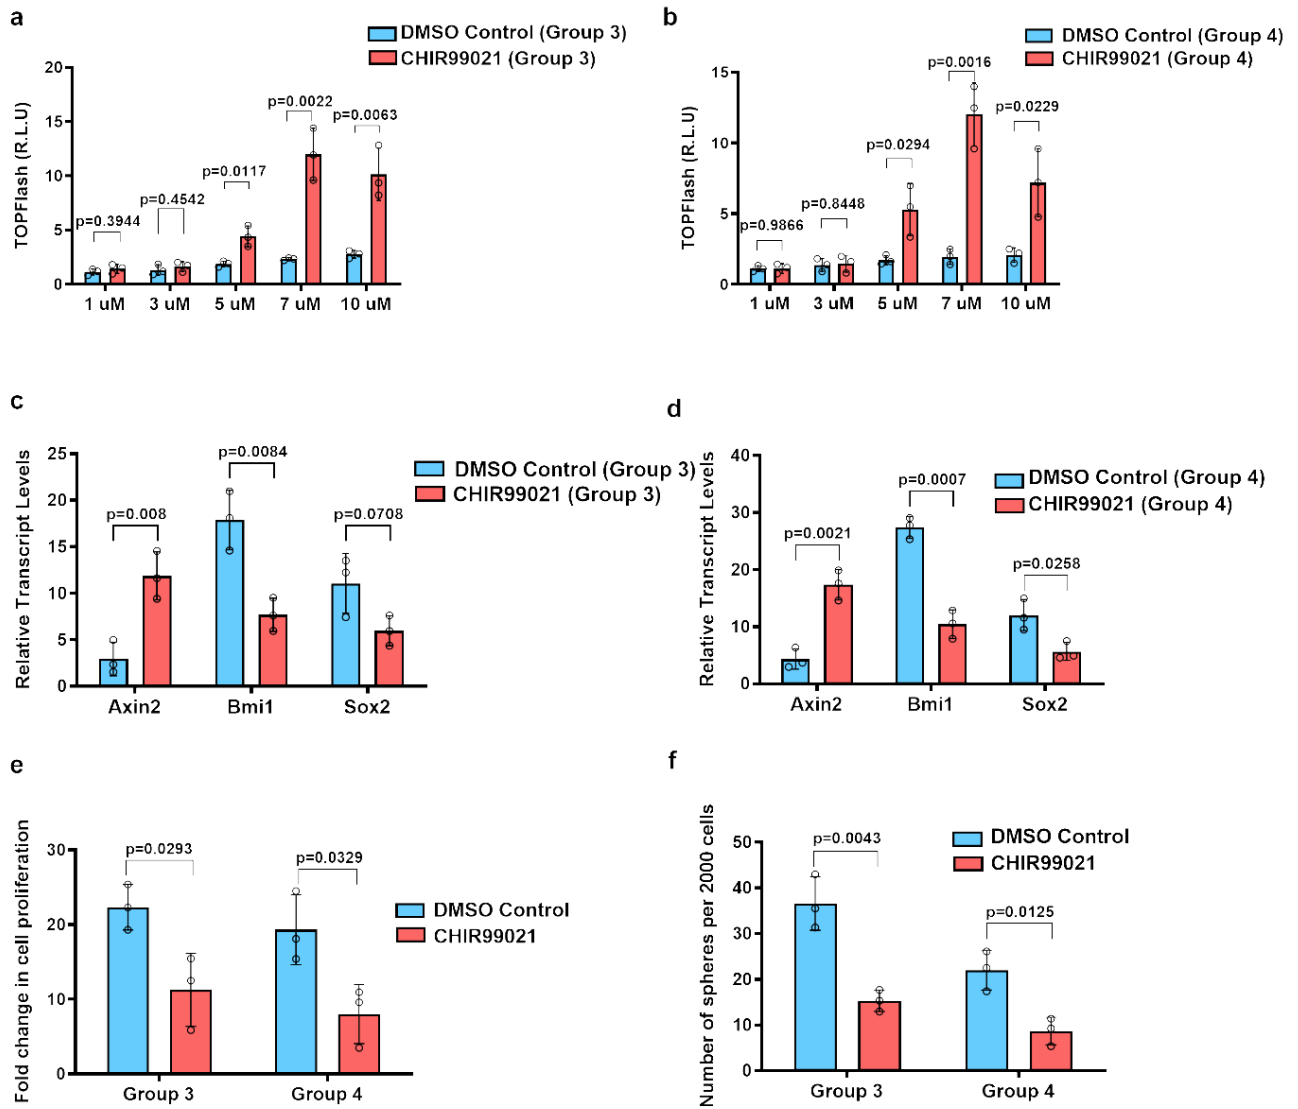 a
DMSO Control (Group 3)
CHIR99021 (Group 3)
TOPFlash (R.L.U)
20
15
10
5
0
p=0.3944
p=0.4542
p=0.0117
p=0.0022
p=0.0063
1 uM
3 uM
5 uM
7 uM
10 uM
b
DMSO Control (Group 4)
CHIR99021 (Group 4)
TOPFlash (R.L.U)
15
10
5
0
p=0.9866
p=0.8448
p=0.0294
p=0.0016
p=0.0229
1 uM
3 uM
5 uM
7 uM
10 uM
c
DMSO Control (Group 3)
CHIR99021 (Group 3)
Relative Transcript Levels
25
20
15
10
5
0
p=0.008
p=0.0084
p=0.0708
Axin2
Bmi1
Sox2
d
DMSO Control (Group 4)
CHIR99021 (Group 4)
Relative Transcript Levels
40
30
20
10
0
p=0.0021
p=0.0007
p=0.0258
Axin2
Bmi1
Sox2
e
DMSO Control
CHIR99021
Fold change in cell proliferation
30
20
10
0
p=0.0293
p=0.0329
Group 3
Group 4
f
DMSO Control
CHIR99021
Number of spheres per 2000 cells
50
40
30
20
10
0
p=0.0043
p=0.0125
Group 3
Group 4